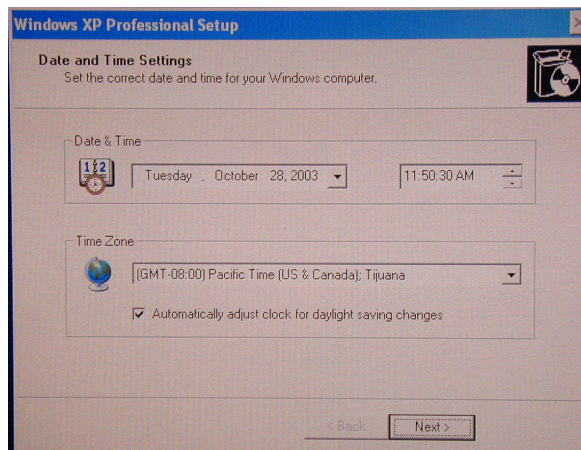 Windows XP Professional Setup
Date and Time Settings
Set the correct date and time for your Windows computer.
Date & Time
1 2
Tuesday , October 28, 2003
11:50:30 AM
Time Zone
(GMT-08:00) Pacific Time (US & Canada); Tijuana
Automatically adjust clock for daylight saving changes
< Back
Next >